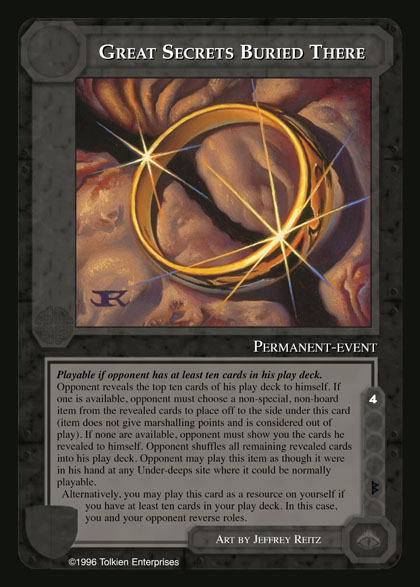 Great Secrets Buried There
JR
Permanent-event
Playable if opponent has at least ten cards in his play deck.
Opponent reveals the top ten cards of his play deck to himself. If
one is available, opponent must choose a non-special, non-hoard
item from the revealed cards to place off to the side under this card
(item does not give marshalling points and is considered out of
play). If none are available, opponent must show you the cards he
revealed to himself. Opponent shuffles all remaining revealed cards
into his play deck. Opponent may play this item as though it were
in his hand at any Under-deeps site where it could be normally
playable.
Alternatively, you may play this card as a resource on yourself if
you have at least ten cards in your play deck. In this case,
you and your opponent reverse roles.
4
Art by Jeffrey Reitz
©1996 Tolkien Enterprises